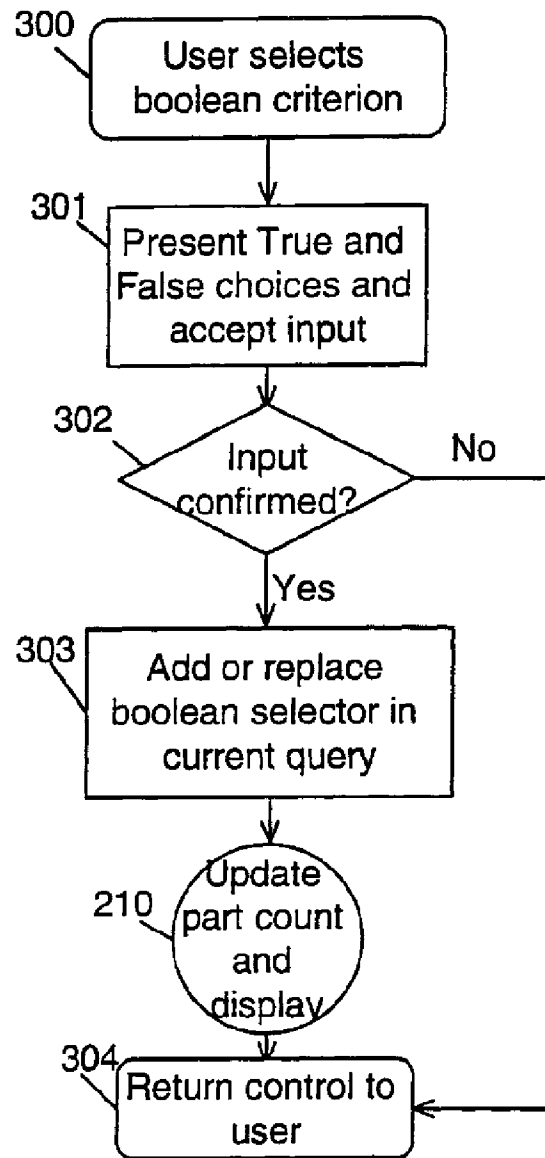 300
User selects
boolean criterion
301
Present True and
False choices and
accept input
302
Input
confirmed?
No
Yes
303
Add or replace
boolean selector in
current query
210
Update
part count
and
display
304
Return control to
user